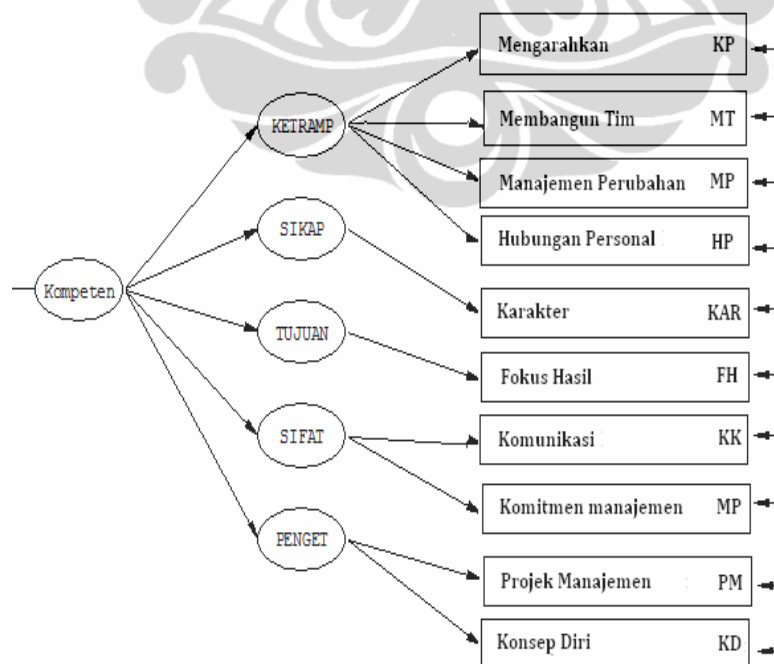 Kompeten
KETRAMP
SIKAP
TUJUAN
SIFAT
PENGET
Mengarahkan KP
Membangun Tim MT
Manajemen Perubahan MP
Hubungan Personal HP
Karakter KAR
Fokus Hasil FH
Komunikasi KK
Komitmen manajemen MP
Projek Manajemen PM
Konsep Diri KD